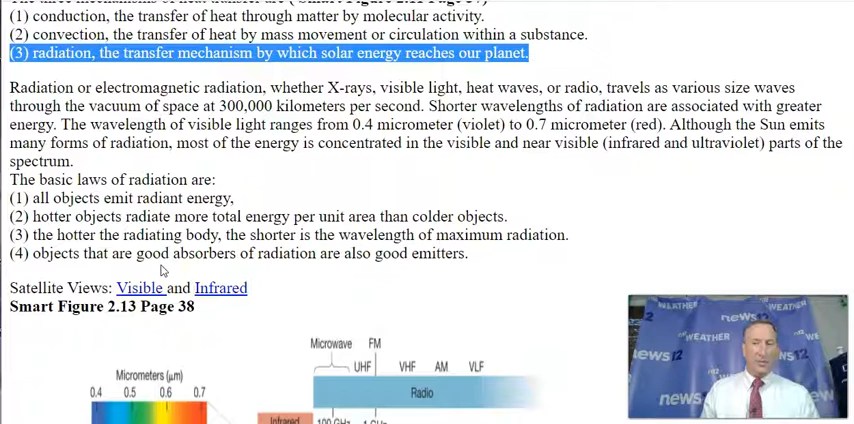 (1) conduction, the transfer of heat through matter by molecular activity.
(2) convection, the transfer of heat by mass movement or circulation within a substance.
(3) radiation, the transfer mechanism by which solar energy reaches our planet.
Radiation or electromagnetic radiation, whether X-rays, visible light, heat waves, or radio, travels as various size waves
through the vacuum of space at 300,000 kilometers per second. Shorter wavelengths of radiation are associated with greater
energy. The wavelength of visible light ranges from 0.4 micrometer (violet) to 0.7 micrometer (red). Although the Sun emits
many forms of radiation, most of the energy is concentrated in the visible and near visible (infrared and ultraviolet) parts of the
spectrum.
The basic laws of radiation are:
(1) all objects emit radiant energy,
(2) hotter objects radiate more total energy per unit area than colder objects.
(3) the hotter the radiating body, the shorter is the wavelength of maximum radiation.
(4) objects that are good absorbers of radiation are also good emitters.
Satellite Views: Visible and Infrared
Smart Figure 2.13 Page 38
Microwave FM
UHF VHF AM VLF
Radio
Micrometers (μm)
0.4 0.5 0.6 0.7
Infrared
WEATHER
news12
WEATHER
WEATHER
news12
news